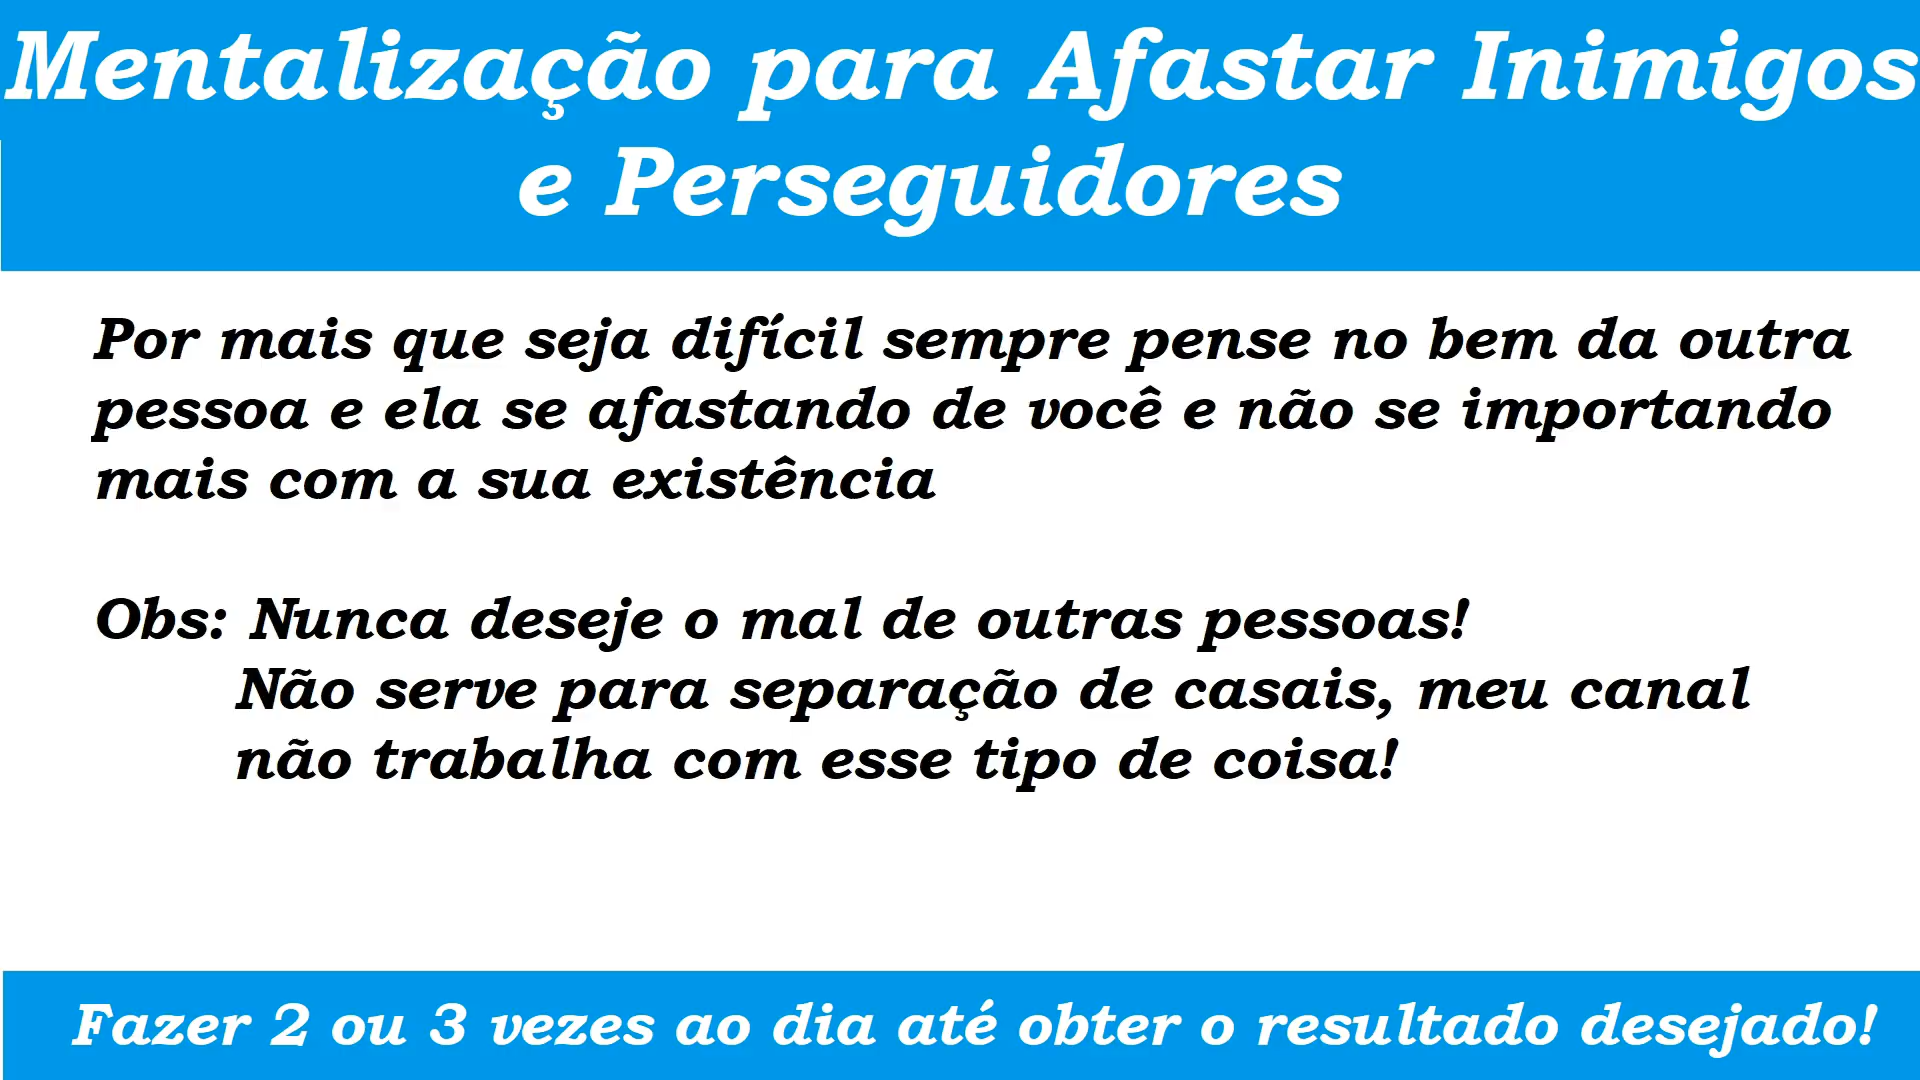 Mentalização para Afastar Inimigos
e Perseguidores
Por mais que seja difícil sempre pense no bem da outra
pessoa e ela se afastando de você e não se importando
mais com a sua existência
Obs: Nunca deseje o mal de outras pessoas!
Não serve para separação de casais, meu canal
não trabalha com esse tipo de coisa!
Fazer 2 ou 3 vezes ao dia até obter o resultado desejado!